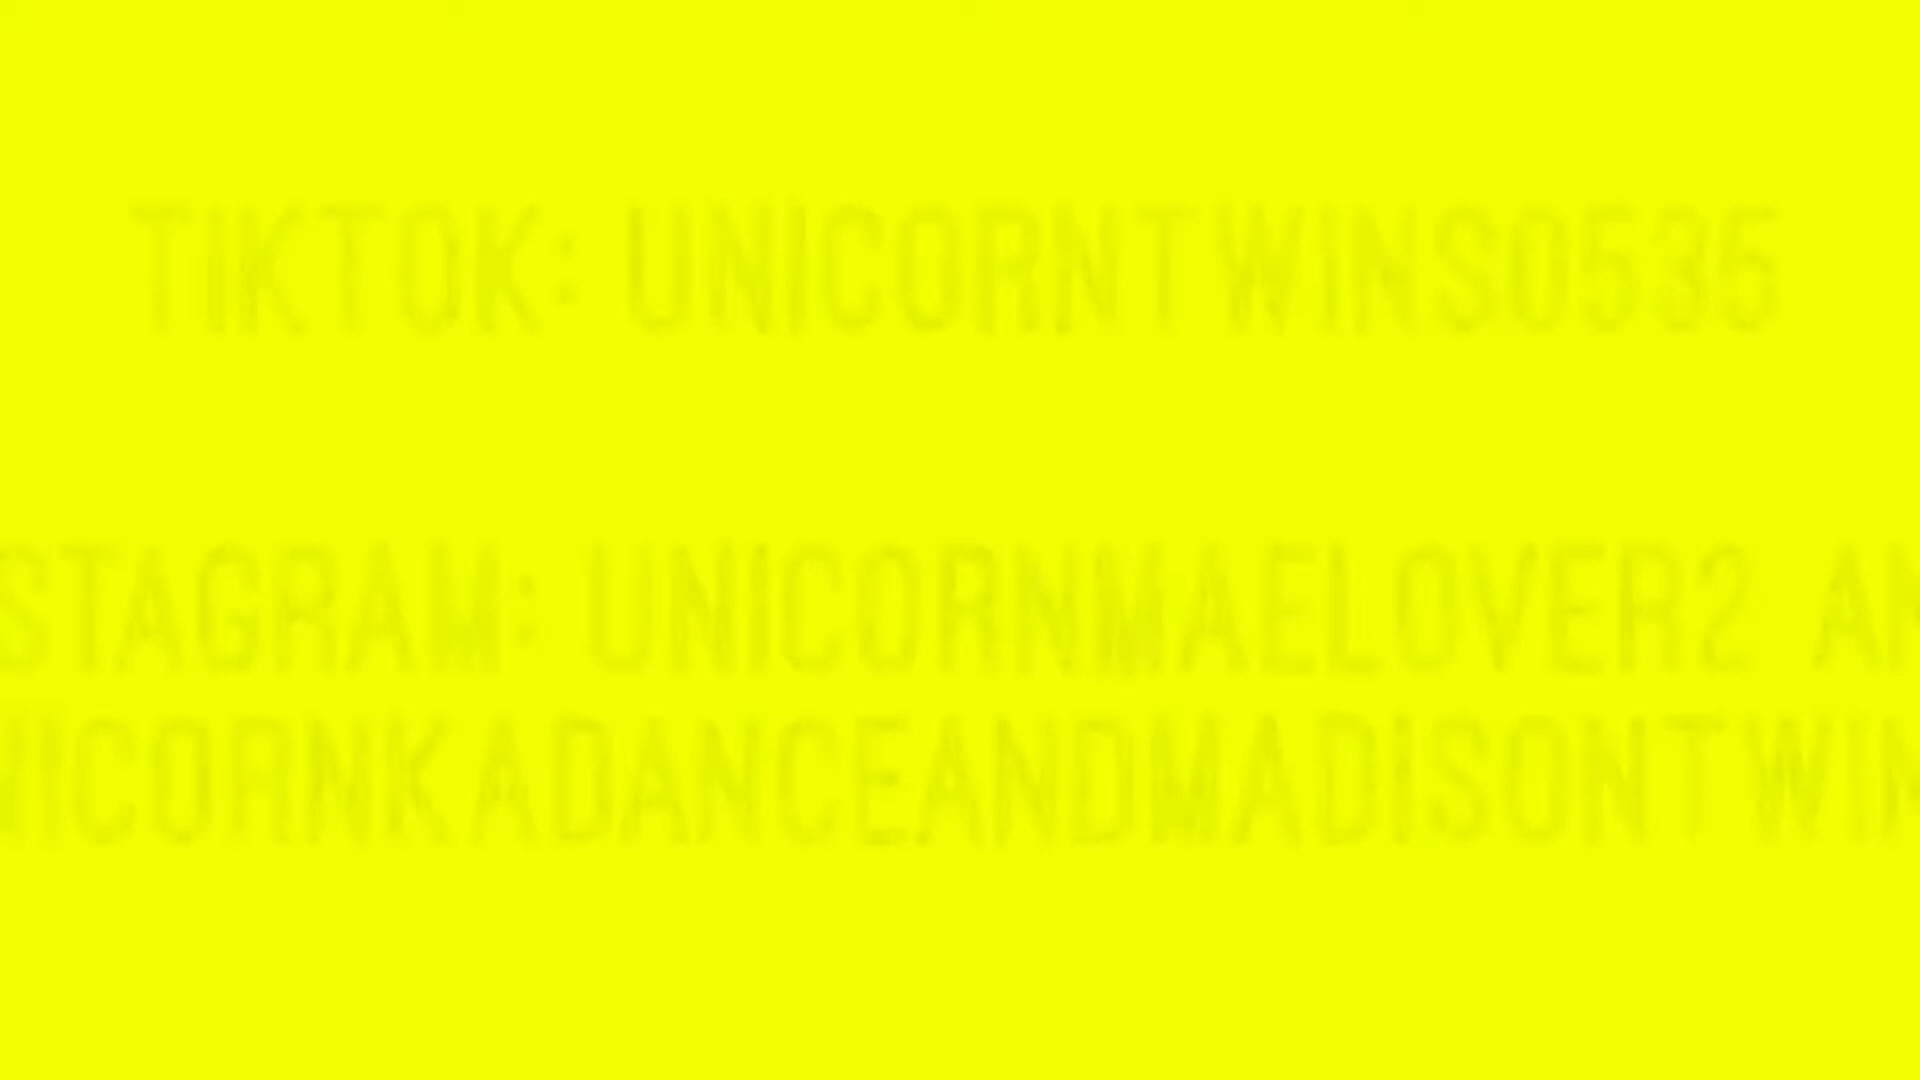 TIKTOK: UNICORNTWINS0535
STAGRAM: UNICORNMAELOVER2 AN
NICORNKADANCEANDMADISONTWIN